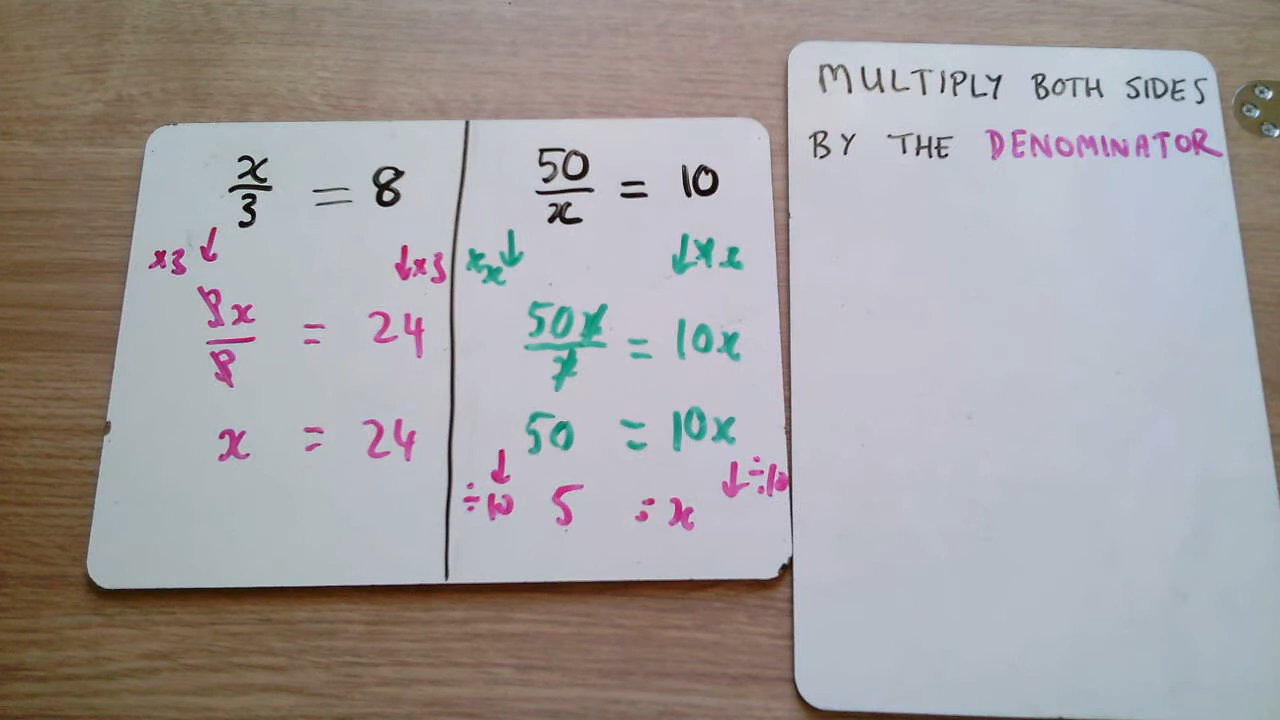 x/3 = 8
×3 ↓ ↓ ×3
3x/3 = 24
x = 24
50/x = 10
×x ↓ ↓ ×x
50x/x = 10x
50 = 10x
÷10 ↓ ↓ ÷10
5 = x
MULTIPLY BOTH SIDES
BY THE DENOMINATOR